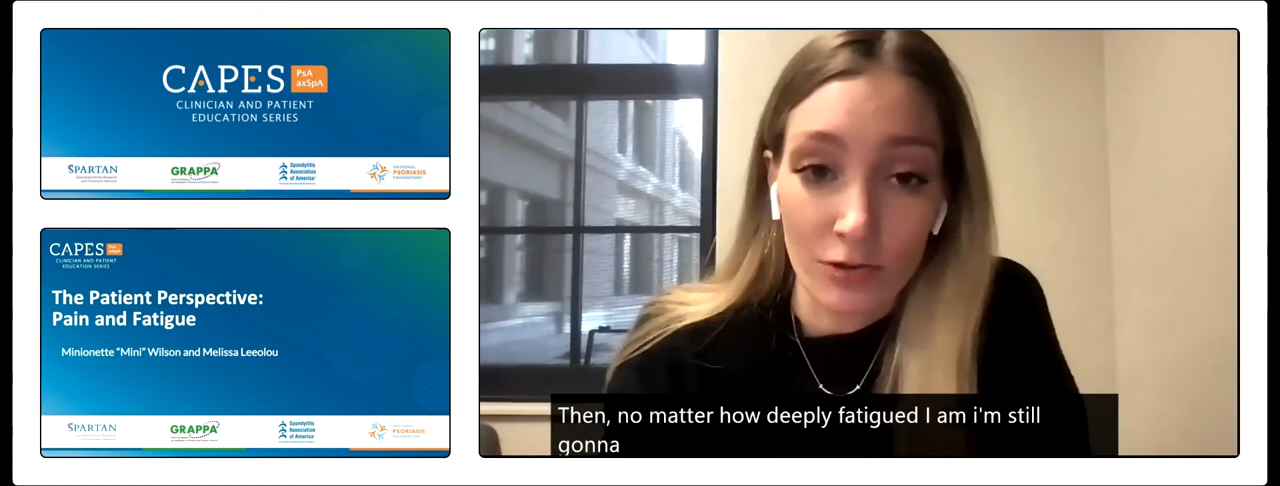 CAPES PsA
axSpA
CLINICIAN AND PATIENT
EDUCATION SERIES
SPARTAN
GRAPPA
Spondylitis
Association
of America
NATIONAL
PSORIASIS
FOUNDATION
CAPES PsA
axSpA
CLINICIAN AND PATIENT
EDUCATION SERIES
The Patient Perspective:
Pain and Fatigue
Minionette “Mini” Wilson and Melissa Leeolou
SPARTAN
GRAPPA
Spondylitis
Association
of America
NATIONAL
PSORIASIS
FOUNDATION
Then, no matter how deeply fatigued I am i'm still
gonna